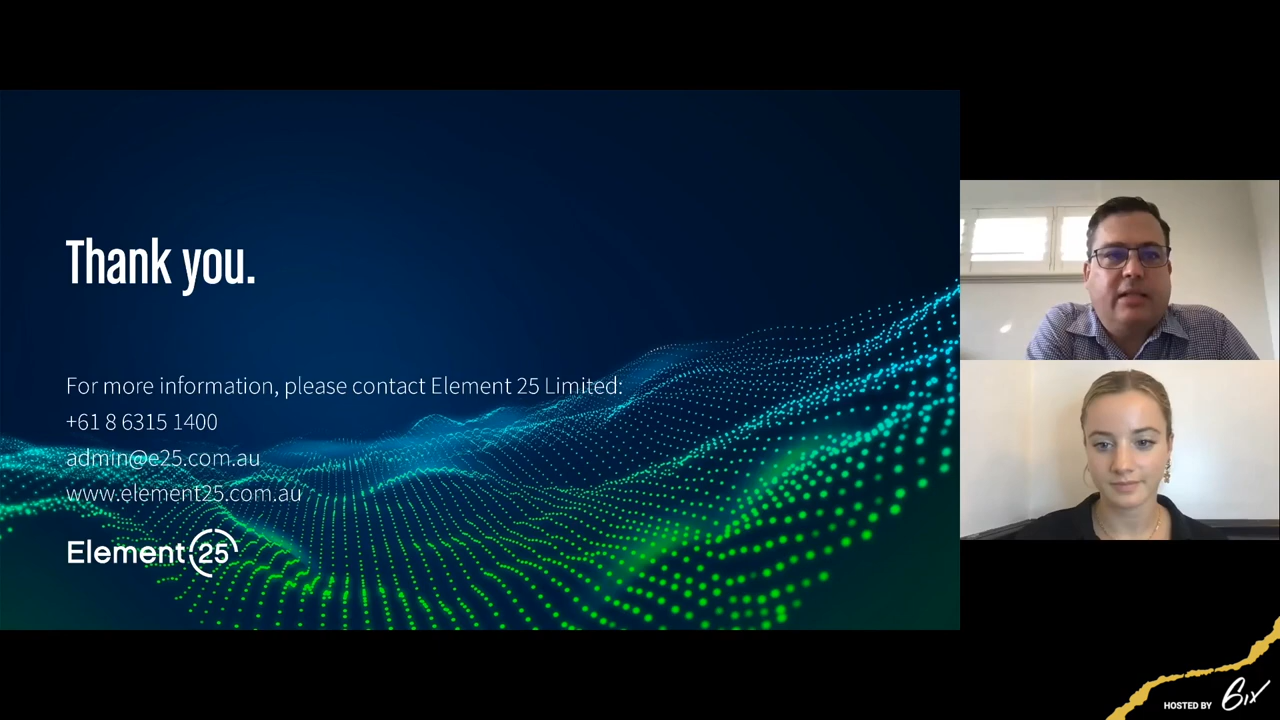 Thank you.
For more information, please contact Element 25 Limited:
+61 8 6315 1400
admin@e25.com.au
www.element25.com.au
Element 25
HOSTED BY 6ix